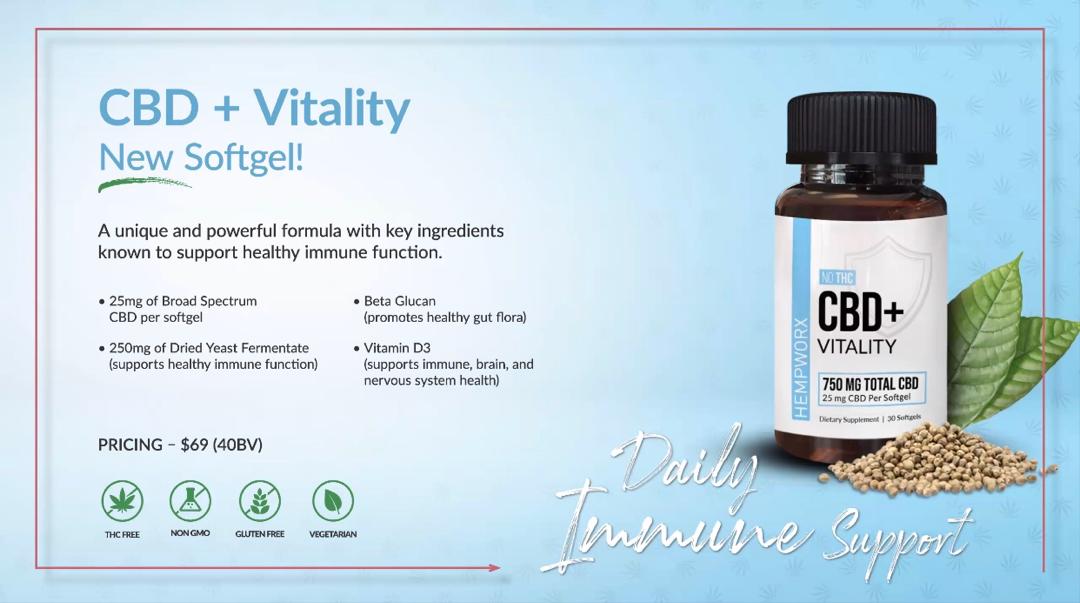 CBD + Vitality
New Softgel!
A unique and powerful formula with key ingredients
known to support healthy immune function.
• 25mg of Broad Spectrum
CBD per softgel
• 250mg of Dried Yeast Fermentate
(supports healthy immune function)
• Beta Glucan
(promotes healthy gut flora)
• Vitamin D3
(supports immune, brain, and
nervous system health)
PRICING – $69 (40BV)
THC FREE
NON GMO
GLUTEN FREE
VEGETARIAN
HEMPWORX
NO THC
CBD+
VITALITY
750 MG TOTAL CBD
25 mg CBD Per Softgel
Dietary Supplement | 30 Softgels
Daily
Immune Support